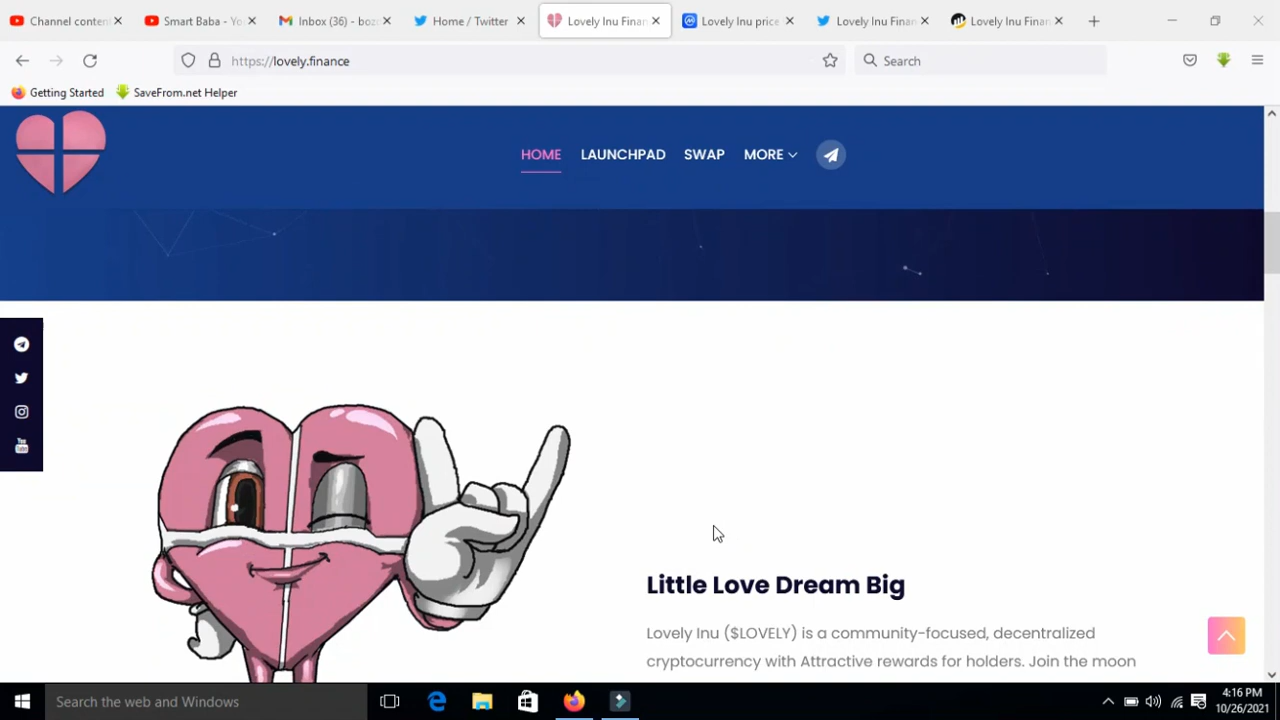 Channel conten
Smart Baba - Yo
Inbox (36) - boz
Home / Twitter
Lovely Inu Finan
Lovely Inu price
Lovely Inu Finan
Lovely Inu Finan
https://lovely.finance
Search
Getting Started
SaveFrom.net Helper
HOME
LAUNCHPAD
SWAP
MORE
You
Tube
Little Love Dream Big
Lovely Inu ($LOVELY) is a community-focused, decentralized
cryptocurrency with Attractive rewards for holders. Join the moon
Search the web and Windows
4:16 PM
10/26/2021